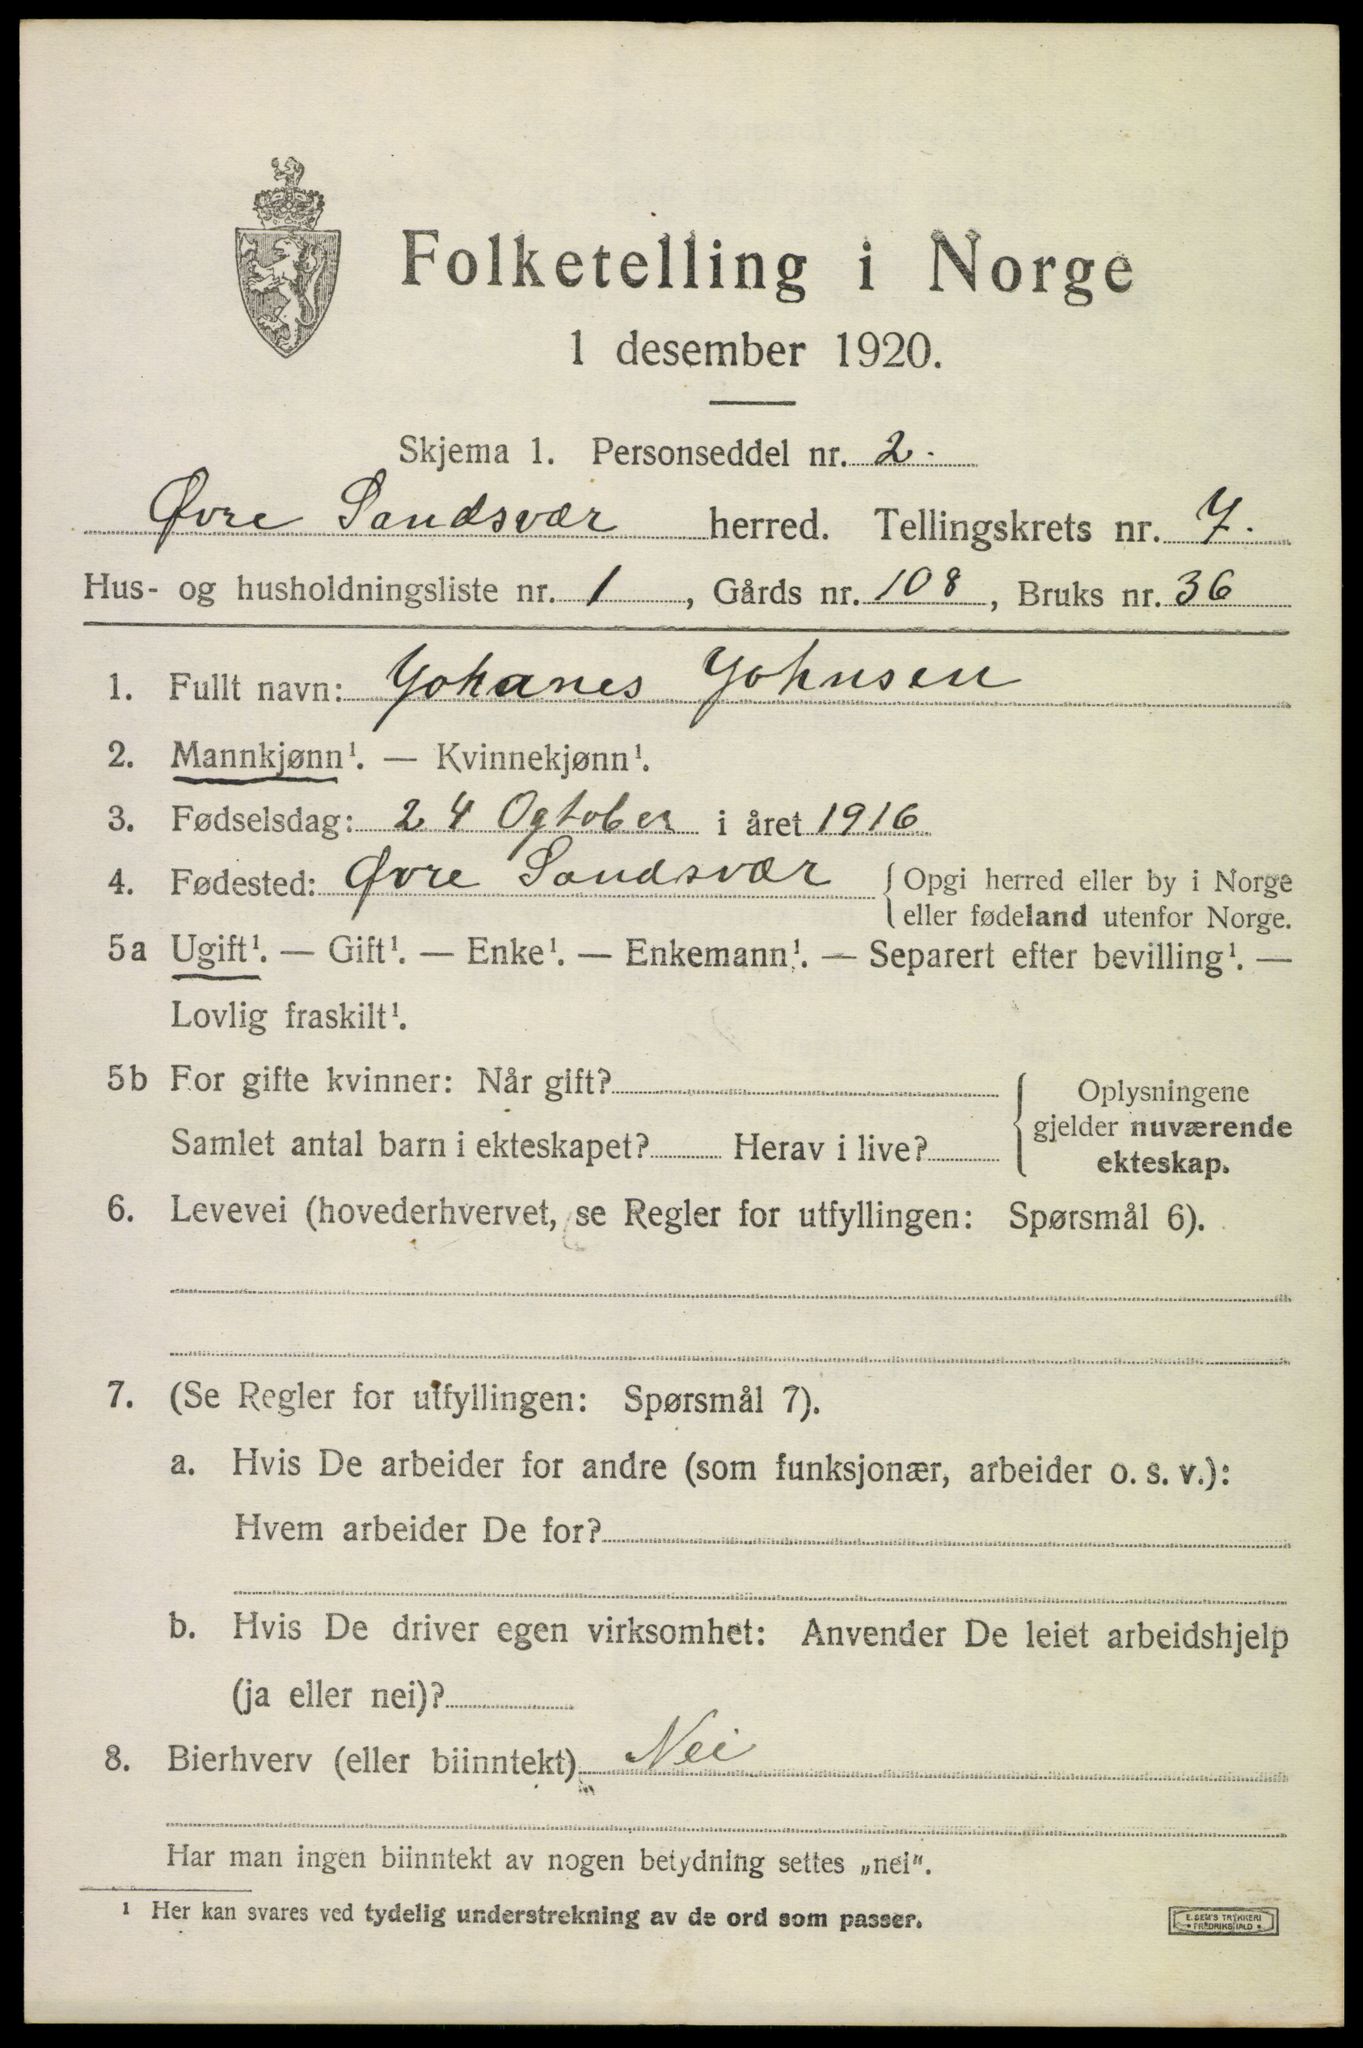 Folketelling i Norge
1 desember 1920.
Skjema 1. Personseddel nr. 2.
Øvre Sandsvær herred. Tellingskrets nr. 7.
Hus- og husholdningsliste nr. 1, Gårds nr. 108, Bruks nr. 36
1. Fullt navn: Johanes Johnsen
2. Mannkjønn¹. — Kvinnekjønn¹.
3. Fødselsdag: 24 Ogtober i året 1916
4. Fødested: Øvre Sandsvær { Opgi herred eller by i Norge
eller fødeland utenfor Norge.
5a Ugift¹. — Gift¹. — Enke¹. — Enkemann¹. — Separert efter bevilling¹. —
Lovlig fraskilt¹.
5b For gifte kvinner: Når gift? { Oplysningene
gjelder nuværende
Samlet antal barn i ekteskapet? Herav i live? ekteskap.
6. Levevei (hovederhvervet, se Regler for utfyllingen: Spørsmål 6).
7. (Se Regler for utfyllingen: Spørsmål 7).
a. Hvis De arbeider for andre (som funksjonær, arbeider o. s. v.):
Hvem arbeider De for?
b. Hvis De driver egen virksomhet: Anvender De leiet arbeidshjelp
(ja eller nei)?
8. Bierhverv (eller biinntekt) Nei
Har man ingen biinntekt av nogen betydning settes „nei“.
¹ Her kan svares ved tydelig understrekning av de ord som passer.
E. SEM'S TRYKKERI
• FREDRIKSHALD •